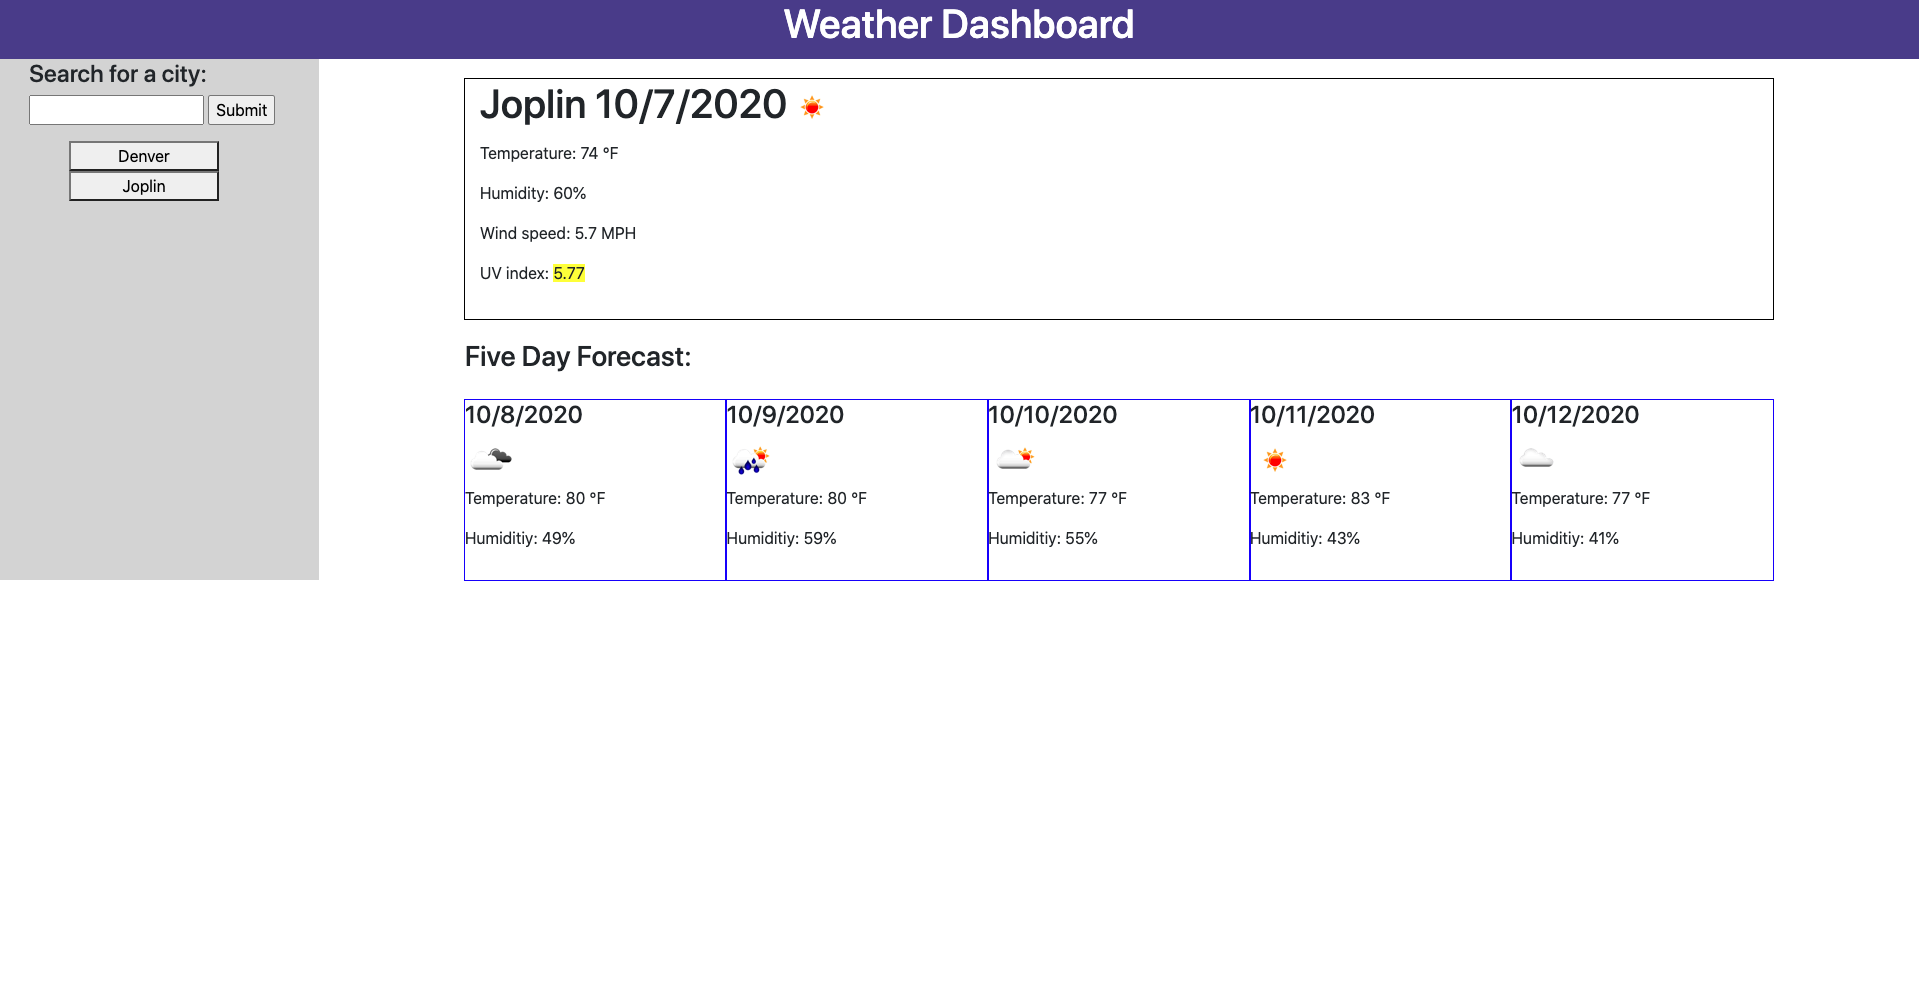 Weather Dashboard
Search for a city:
Submit
Denver
Joplin
Joplin 10/7/2020
Temperature: 74 °F
Humidity: 60%
Wind speed: 5.7 MPH
UV index: 5.77
Five Day Forecast:
10/8/2020
Temperature: 80 °F
Humiditiy: 49%
10/9/2020
Temperature: 80 °F
Humiditiy: 59%
10/10/2020
Temperature: 77 °F
Humiditiy: 55%
10/11/2020
Temperature: 83 °F
Humiditiy: 43%
10/12/2020
Temperature: 77 °F
Humiditiy: 41%